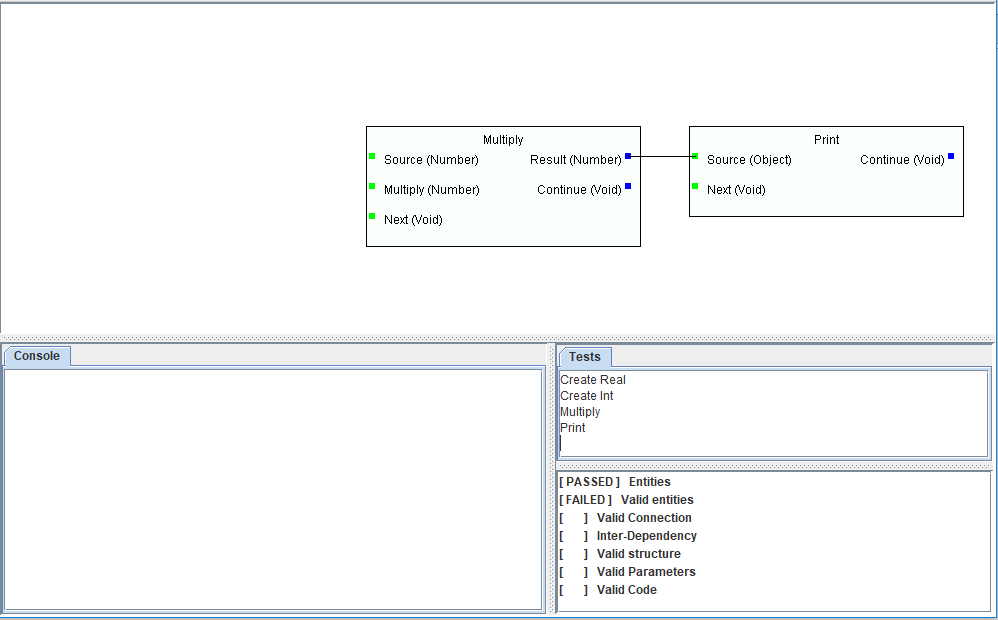 Multiply
Source (Number) Result (Number)
Multiply (Number) Continue (Void)
Next (Void)
Print
Source (Object) Continue (Void)
Next (Void)
Console
Tests
Create Real
Create Int
Multiply
Print
[ PASSED ] Entities
[ FAILED ] Valid entities
[ ] Valid Connection
[ ] Inter-Dependency
[ ] Valid structure
[ ] Valid Parameters
[ ] Valid Code